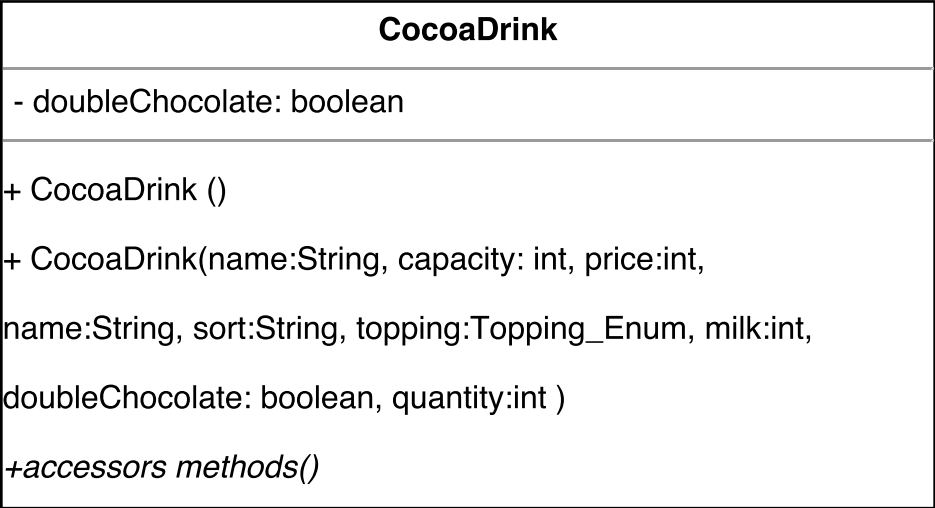 CocoaDrink
- doubleChocolate: boolean
+ CocoaDrink ()
+ CocoaDrink(name:String, capacity: int, price:int,
name:String, sort:String, topping:Topping_Enum, milk:int,
doubleChocolate: boolean, quantity:int )
+accessors methods()